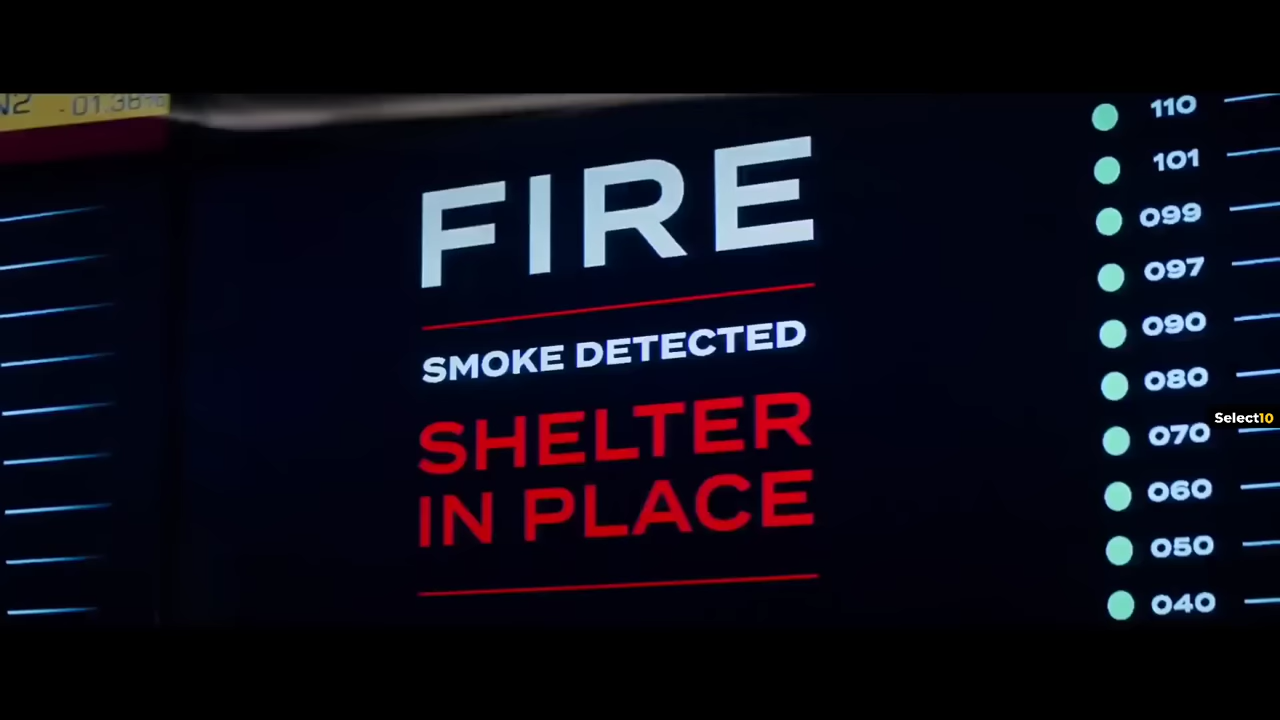 FIRE
SMOKE DETECTED
SHELTER
IN PLACE
110
101
099
097
090
080
070
060
050
040
Select10